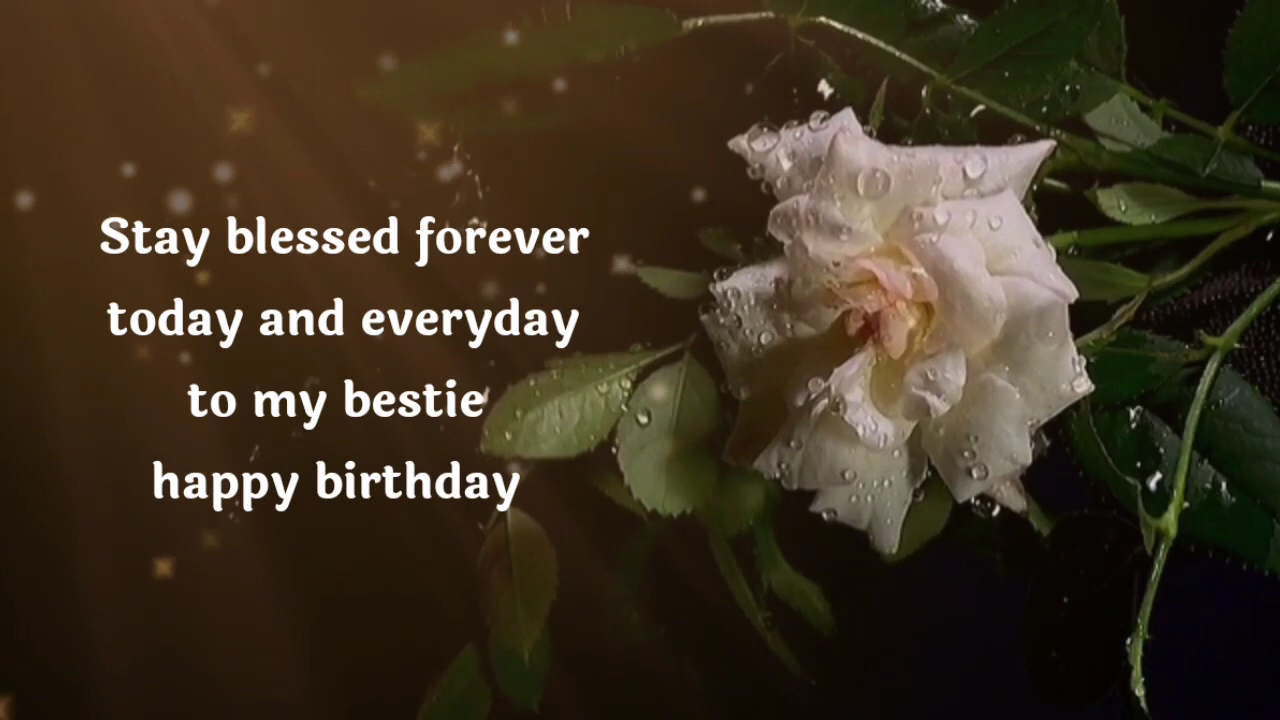 Stay blessed forever
today and everyday
to my bestie
happy birthday